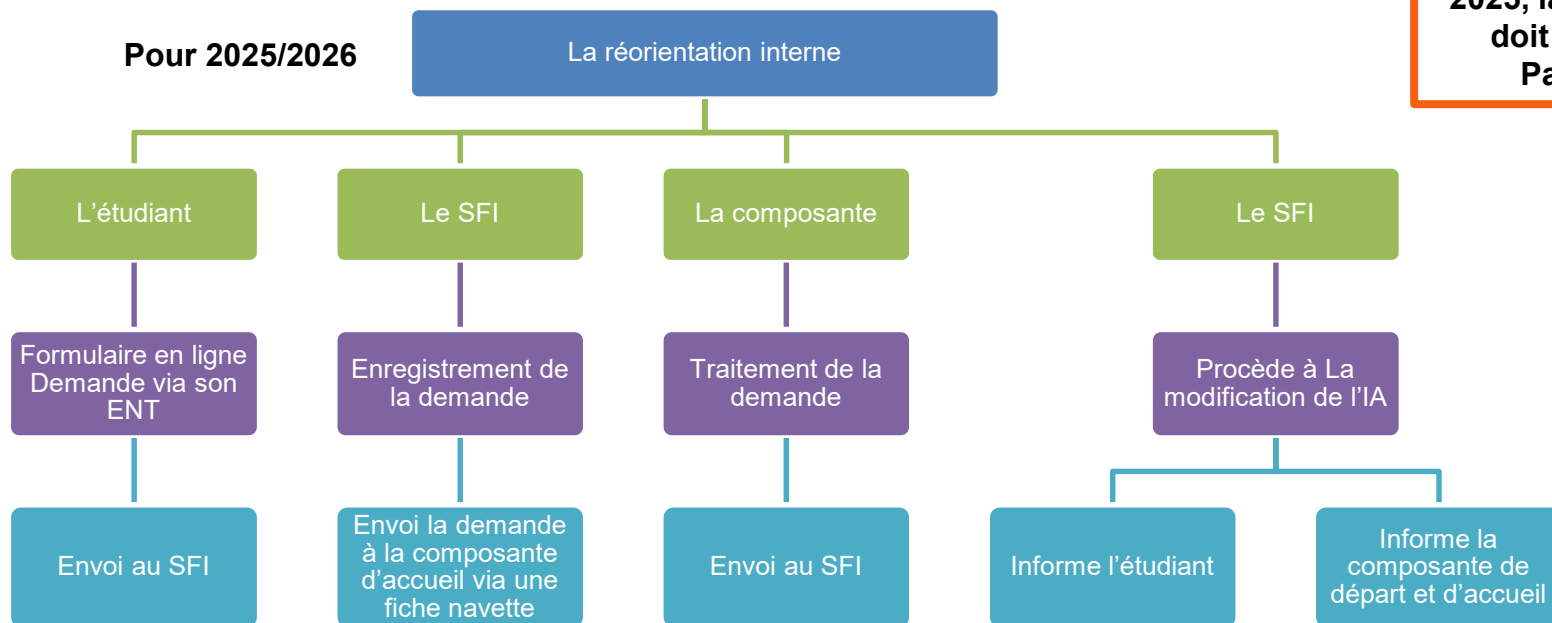 Pour 2025/2026
La réorientation interne
doit
L'étudiant
Le SFI
La composante
Le SFI
Formulaire en ligne
Demande via son
ENT
Enregistrement de
la demande
Traitement de la
demande
Procède à La
modification de l'IA
Envoi au SFI
Envoi la demande
à la composante
d'accueil via une
fiche navette
Envoi au SFI
Informe l'étudiant
Informe la
composante de
départ et d'accueil